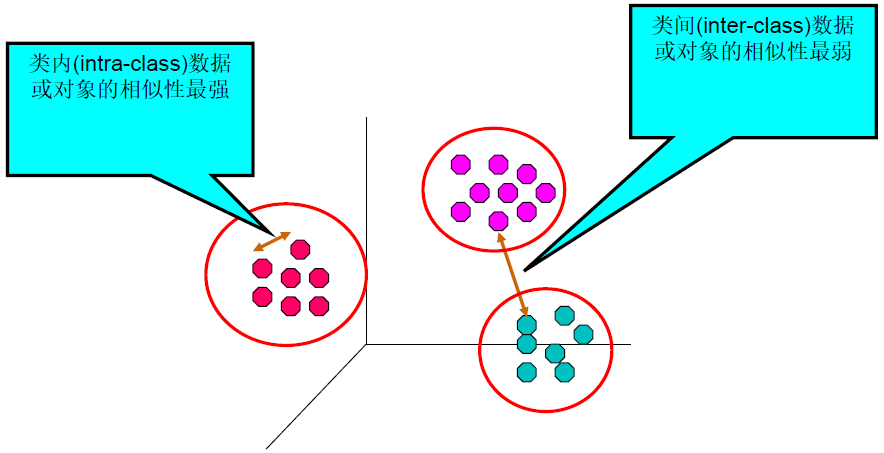 类内(intra-class)数据
或对象的相似性最强
类间(inter-class)数据
或对象的相似性最弱